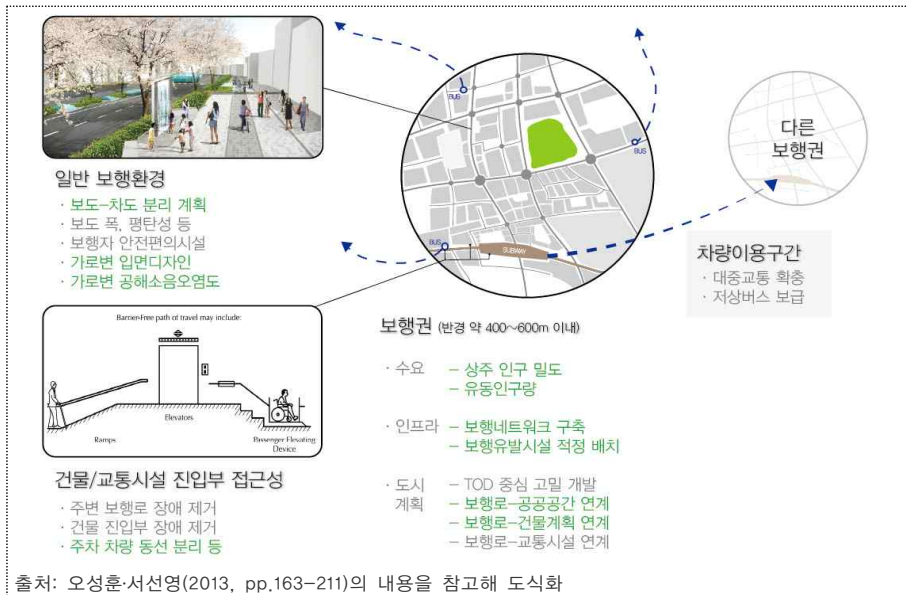 BUS
BUS
BUS
SUBWAY
다른
보행권
일반 보행환경
· 보도-차도 분리 계획
· 보도 폭, 평탄성 등
· 보행자 안전편의시설
· 가로변 입면디자인
· 가로변 공해소음오염도
차량이용구간
· 대중교통 확충
· 저상버스 보급
Barrier-Free path of travel may include:
Elevators
Ramps
Passenger Elevating
Device
건물/교통시설 진입부 접근성
· 주변 보행로 장애 제거
· 건물 진입부 장애 제거
· 주차 차량 동선 분리 등
보행권 (반경 약 400~600m 이내)
· 수요 – 상주 인구 밀도
– 유동인구량
· 인프라 – 보행네트워크 구축
– 보행유발시설 적정 배치
· 도시 – TOD 중심 고밀 개발
계획 – 보행로-공공공간 연계
– 보행로-건물계획 연계
– 보행로-교통시설 연계
출처: 오성훈·서선영(2013, pp.163-211)의 내용을 참고해 도식화